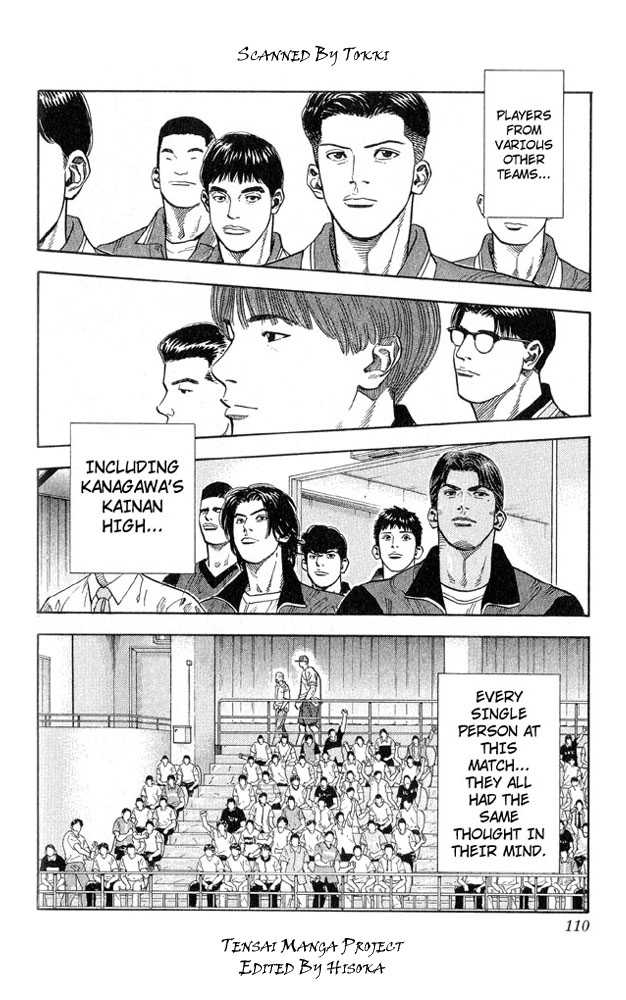 Scanned By Tokki
PLAYERS
FROM
VARIOUS
OTHER
TEAMS...
INCLUDING
KANAGAWA'S
KAINAN
HIGH...
EVERY
SINGLE
PERSON AT
THIS
MATCH...
THEY ALL
HAD THE
SAME
THOUGHT IN
THEIR MIND.
110
Tensai Manga Project
Edited By Hisoka